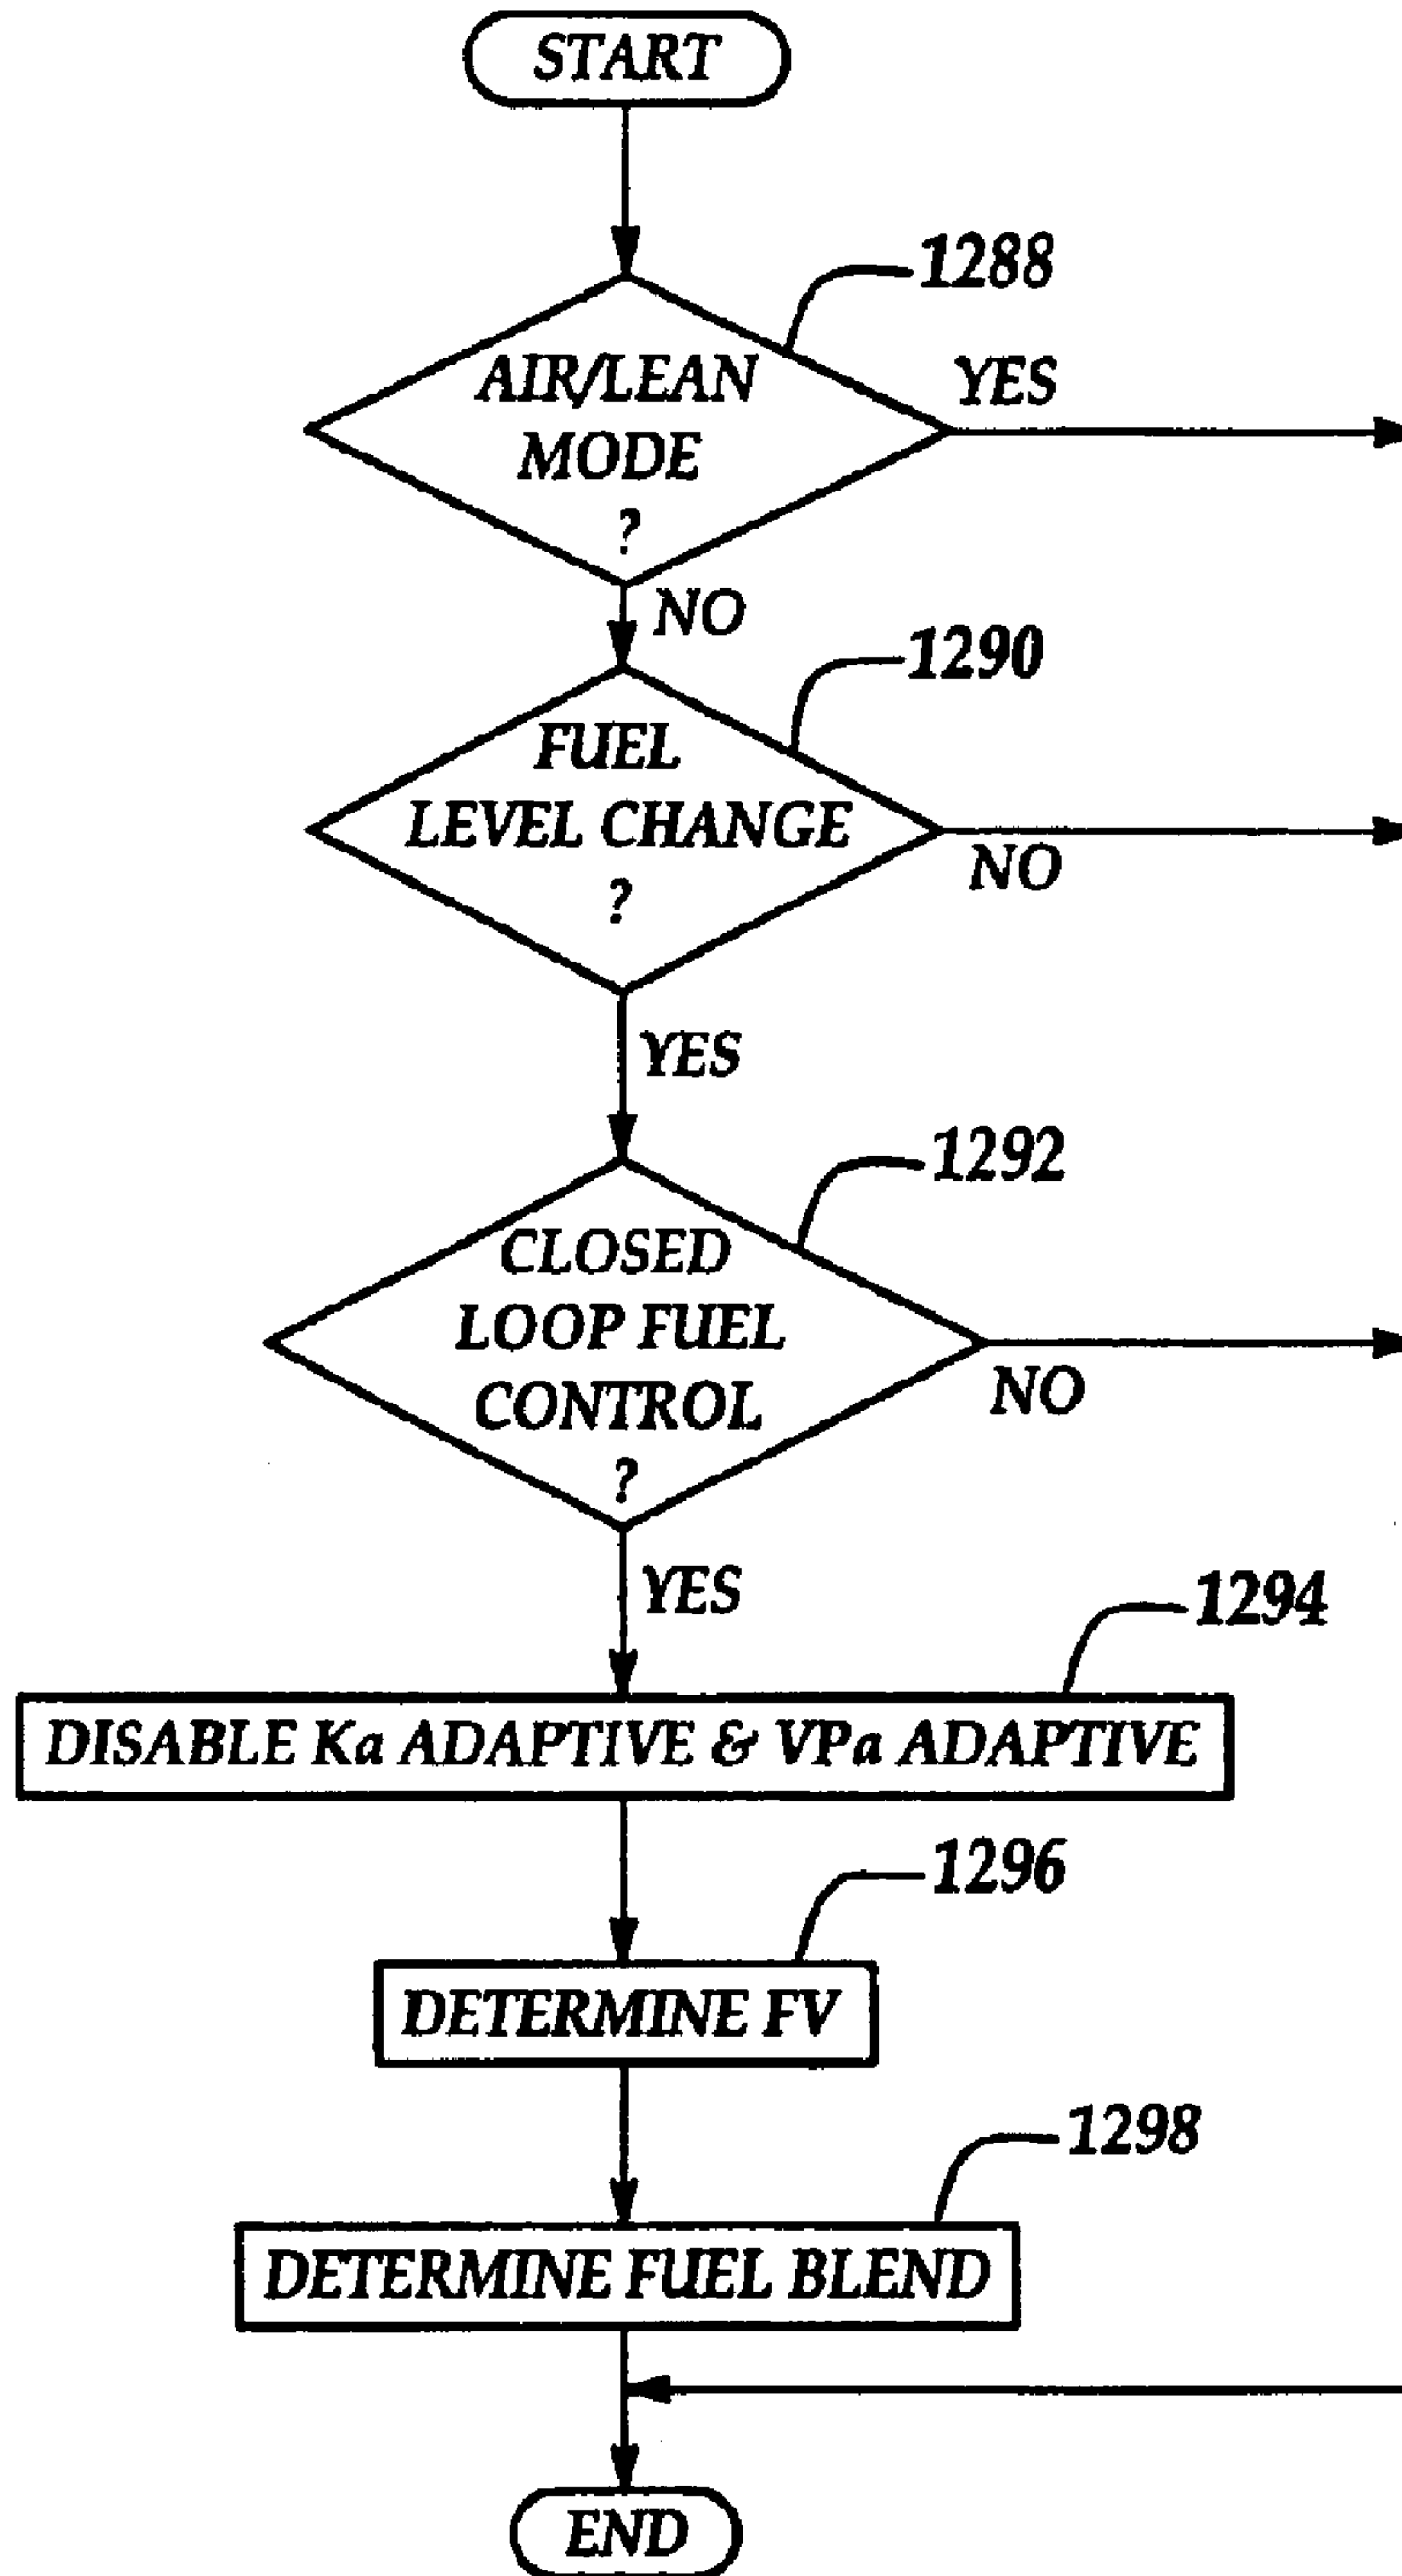 START
1288
AIR/LEAN
MODE
?
YES
NO
1290
FUEL
LEVEL CHANGE
?
NO
YES
1292
CLOSED
LOOP FUEL
CONTROL
?
NO
YES
1294
DISABLE Ka ADAPTIVE & VPa ADAPTIVE
1296
DETERMINE FV
1298
DETERMINE FUEL BLEND
END